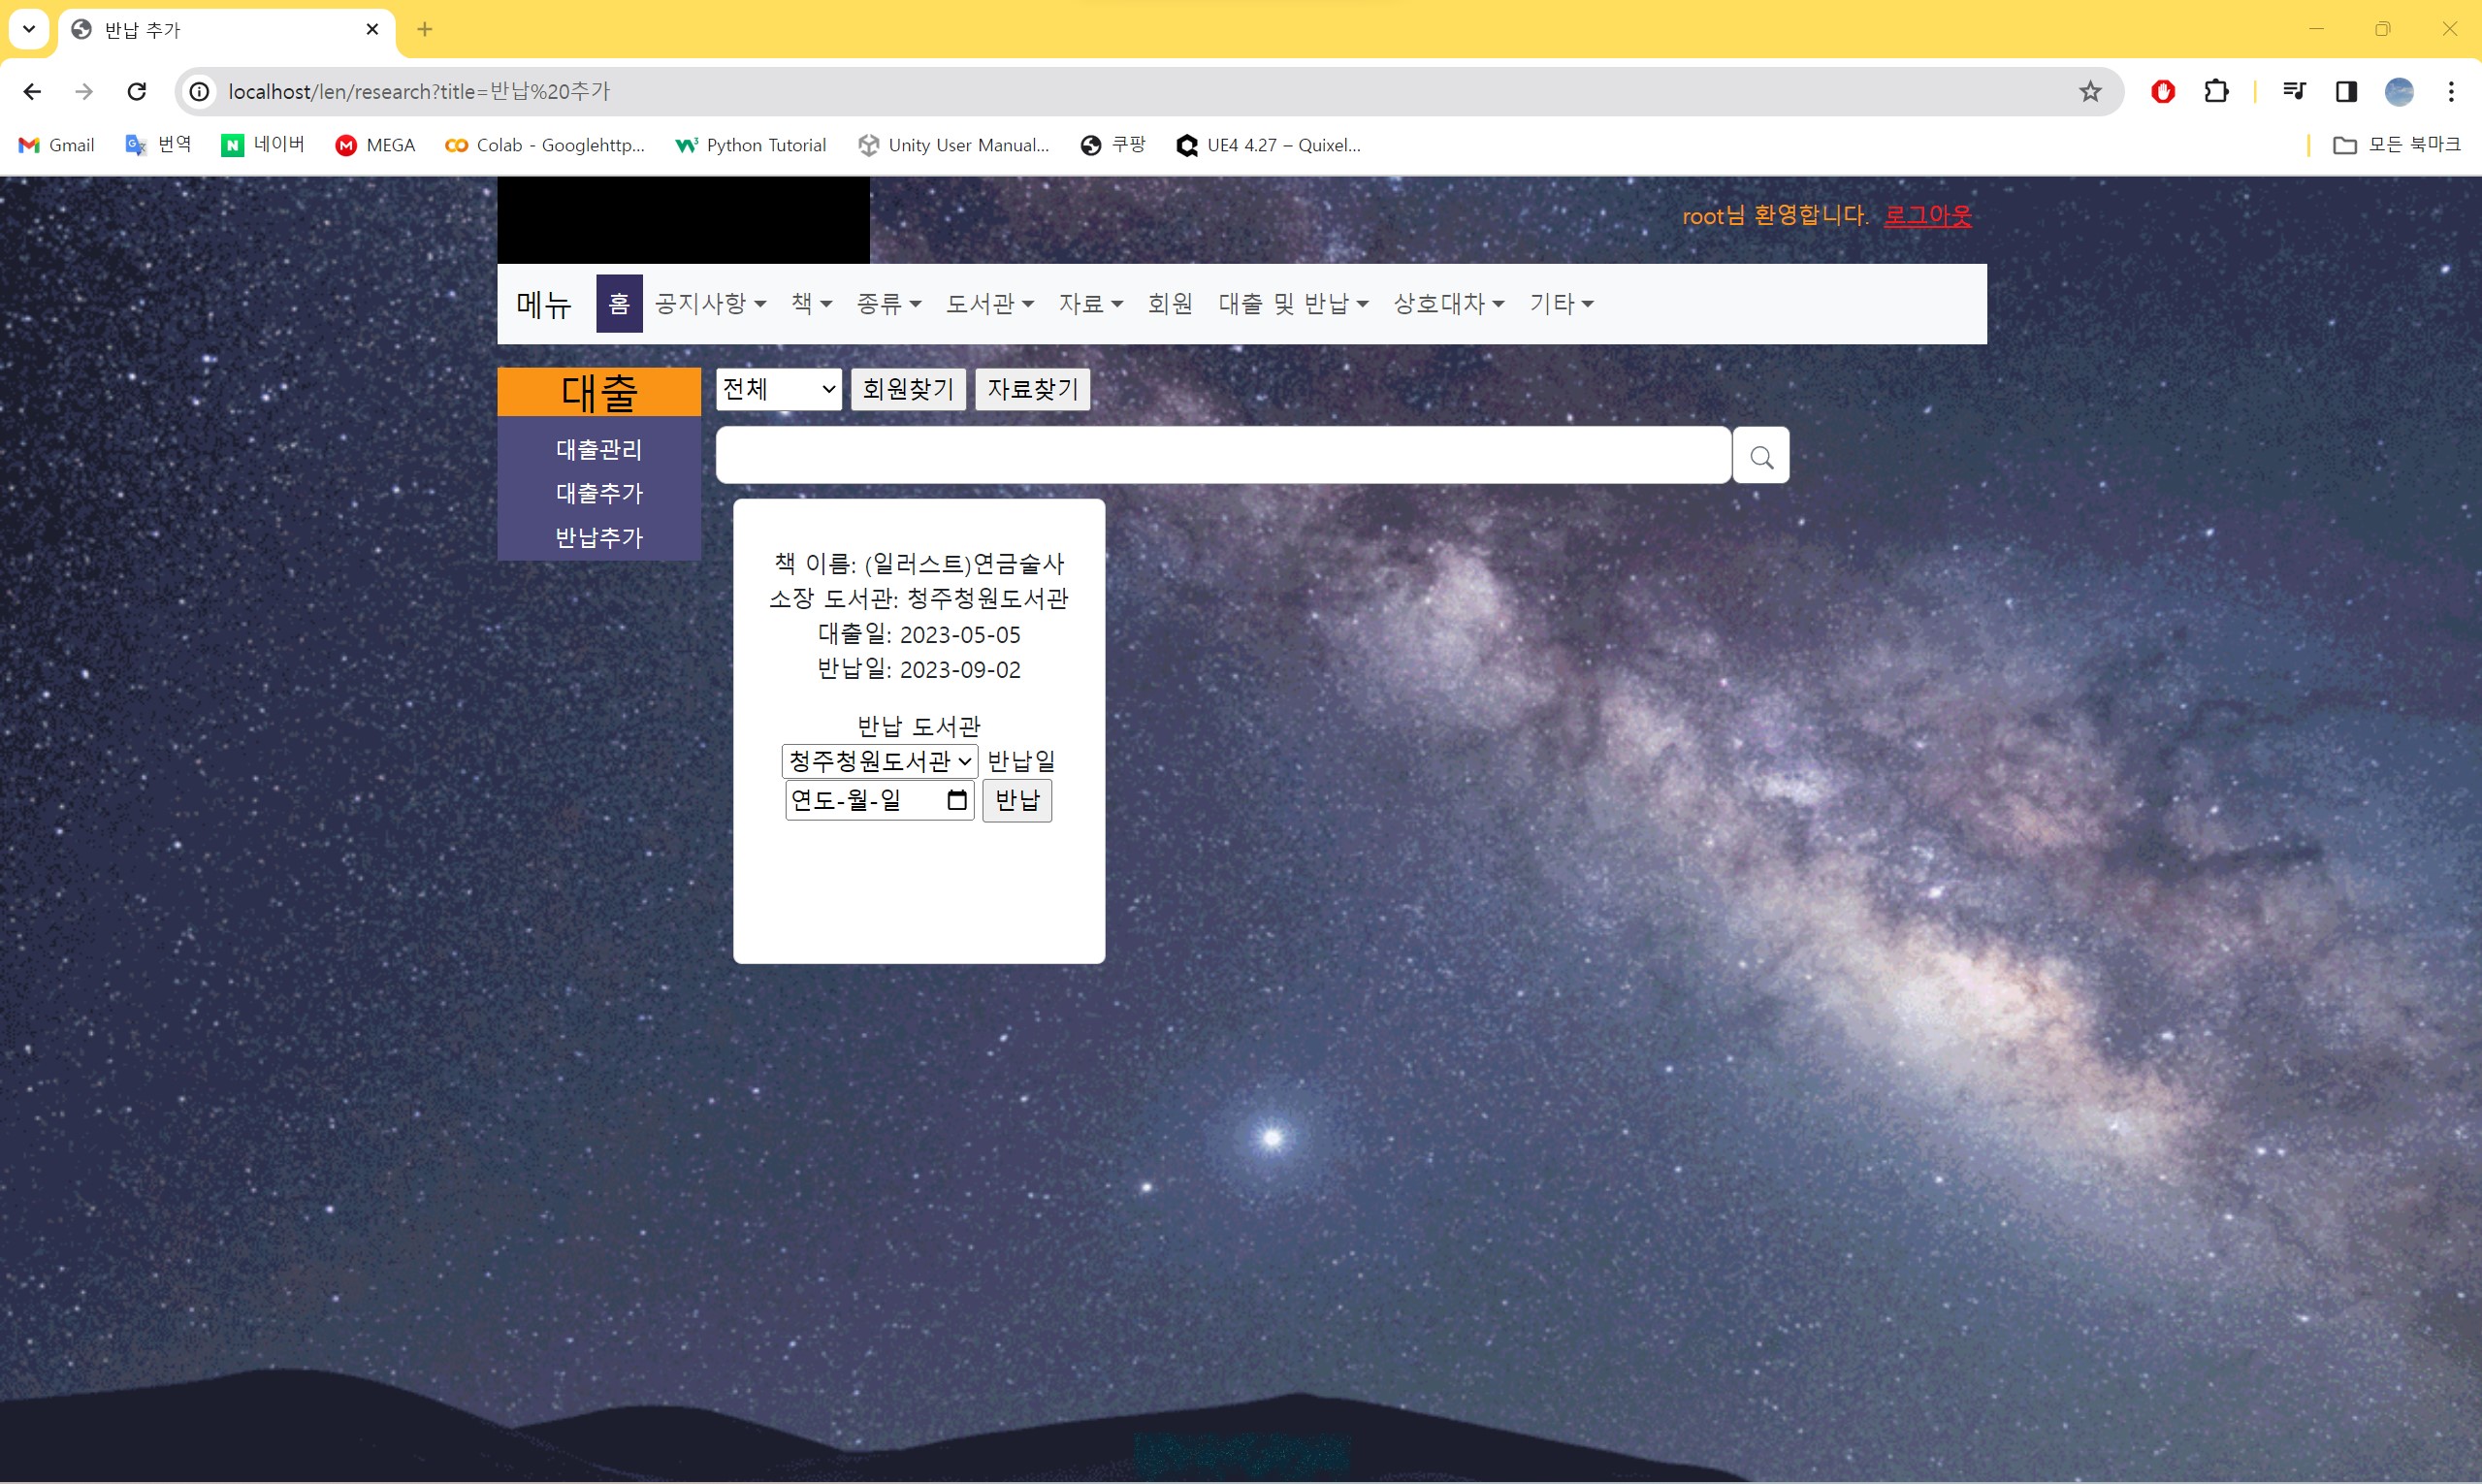 반납 추가
localhost/len/research?title=반납%20추가
Gmail 번역 네이버 MEGA Colab - Googlehttp... Python Tutorial Unity User Manual... 쿠팡 UE4 4.27 – Quixel... 모든 북마크
root님 환영합니다. 로그아웃
메뉴 홈 공지사항 책 종류 도서관 자료 회원 대출 및 반납 상호대차 기타
대출
전체 회원찾기 자료찾기
대출관리
대출추가
반납추가
책 이름: (일러스트)연금술사
소장 도서관: 청주청원도서관
대출일: 2023-05-05
반납일: 2023-09-02
반납 도서관
청주청원도서관 반납일
연도-월-일 반납